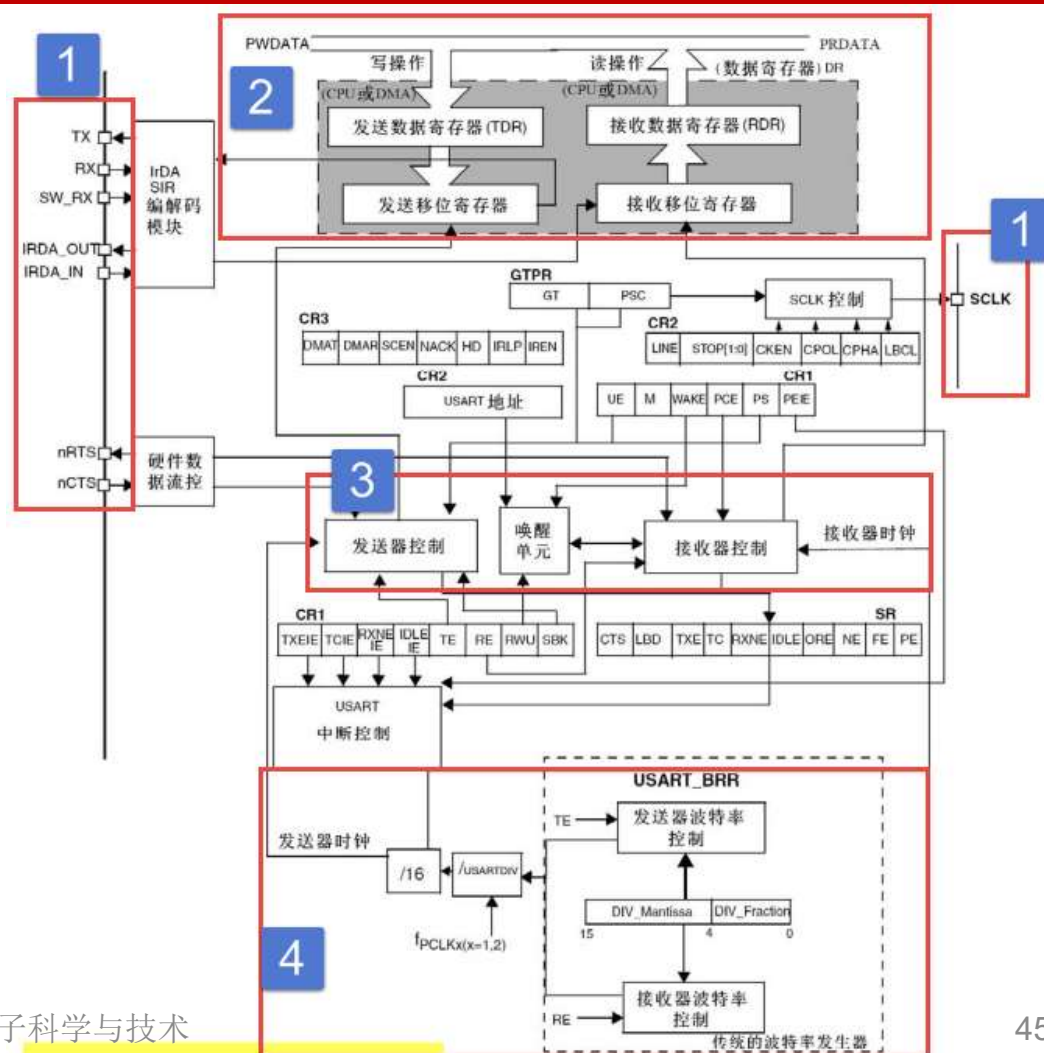 PWDATA
PRDATA
1
写操作
读操作
(数据寄存器)DR
2
(CPU或DMA)
(CPU或DMA)
TX
发送数据寄存器(TDR)
接收数据寄存器(RDR)
RX
IrDA
SIR
编解码
模块
SW_RX
发送移位寄存器
接收移位寄存器
IRDA_OUT
IRDA_IN
1
GTPR
GT PSC
SCLK 控制
SCLK
CR3
DMAT DMAR SCEN NACK HD IRLP IREN
CR2
LINE STOP[1:0] CKEN CPOL CPHA LBCL
CR2
USART 地址
CR1
UE M WAKE PCE PS PEIE
nRTS
nCTS
硬件数
据流控
3
发送器控制
唤醒
单元
接收器控制
接收器时钟
CR1
TXEIE TCIE RXNE IE IDLE IE TE RE RWU SBK
SR
CTS LBD TXE TC RXNE IDLE ORE NE FE PE
USART
中断控制
USART_BRR
TE
发送器波特率
控制
发送器时钟
/16
/USARTDIV
DIV_Mantissa DIV_Fraction
15 4 0
fPCLKx(x=1,2)
4
接收器波特率
控制
RE
传统的波特率发生器
子科学与技术
45